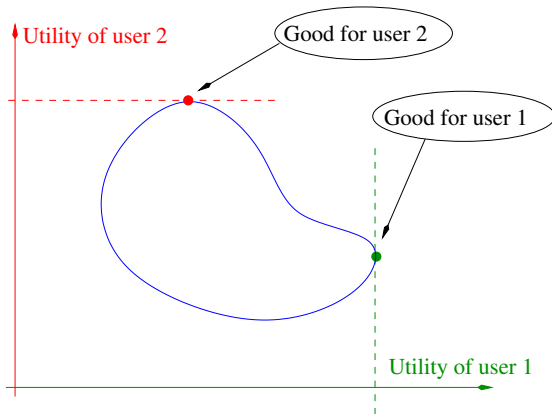 Utility of user 2
Good for user 2
Good for user 1
Utility of user 1